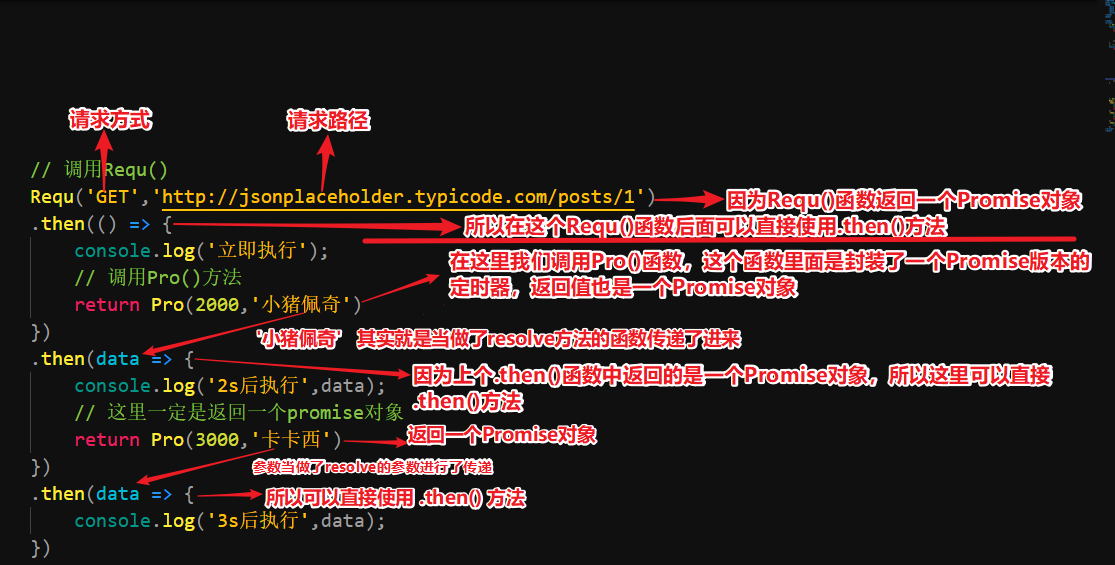 请求方式
请求路径
// 调用Requ()
Requ('GET','http://jsonplaceholder.typicode.com/posts/1')
因为Requ()函数返回一个Promise对象
.then(() => {
所以在这个Requ()函数后面可以直接使用.then()方法
console.log('立即执行');
在这里我们调用Pro()函数，这个函数里面是封装了一个Promise版本的
// 调用Pro()方法
定时器，返回值也是一个Promise对象
return Pro(2000,'小猪佩奇')
})
'小猪佩奇' 其实就是当做了resolve方法的函数传递了进来
.then(data => {
因为上个.then()函数中返回的是一个Promise对象，所以这里可以直接
.then()方法
console.log('2s后执行',data);
// 这里一定是返回一个promise对象
return Pro(3000,'卡卡西')
返回一个Promise对象
})
参数当做了resolve的参数进行了传递
.then(data => {
所以可以直接使用 .then() 方法
console.log('3s后执行',data);
})